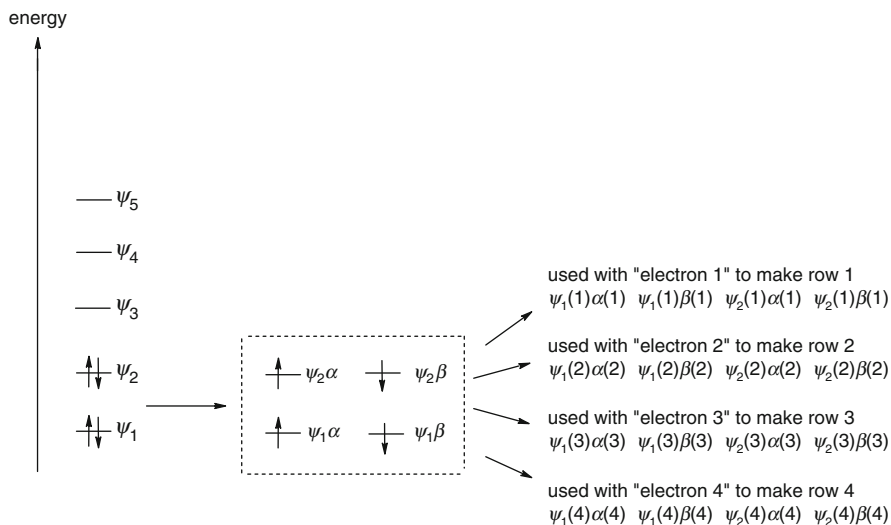 energy
ψ₅
ψ₄
ψ₃
ψ₂
ψ₁
ψ₂α ψ₂β
ψ₁α ψ₁β
used with "electron 1" to make row 1
ψ₁(1)α(1) ψ₁(1)β(1) ψ₂(1)α(1) ψ₂(1)β(1)
used with "electron 2" to make row 2
ψ₁(2)α(2) ψ₁(2)β(2) ψ₂(2)α(2) ψ₂(2)β(2)
used with "electron 3" to make row 3
ψ₁(3)α(3) ψ₁(3)β(3) ψ₂(3)α(3) ψ₂(3)β(3)
used with "electron 4" to make row 4
ψ₁(4)α(4) ψ₁(4)β(4) ψ₂(4)α(4) ψ₂(4)β(4)